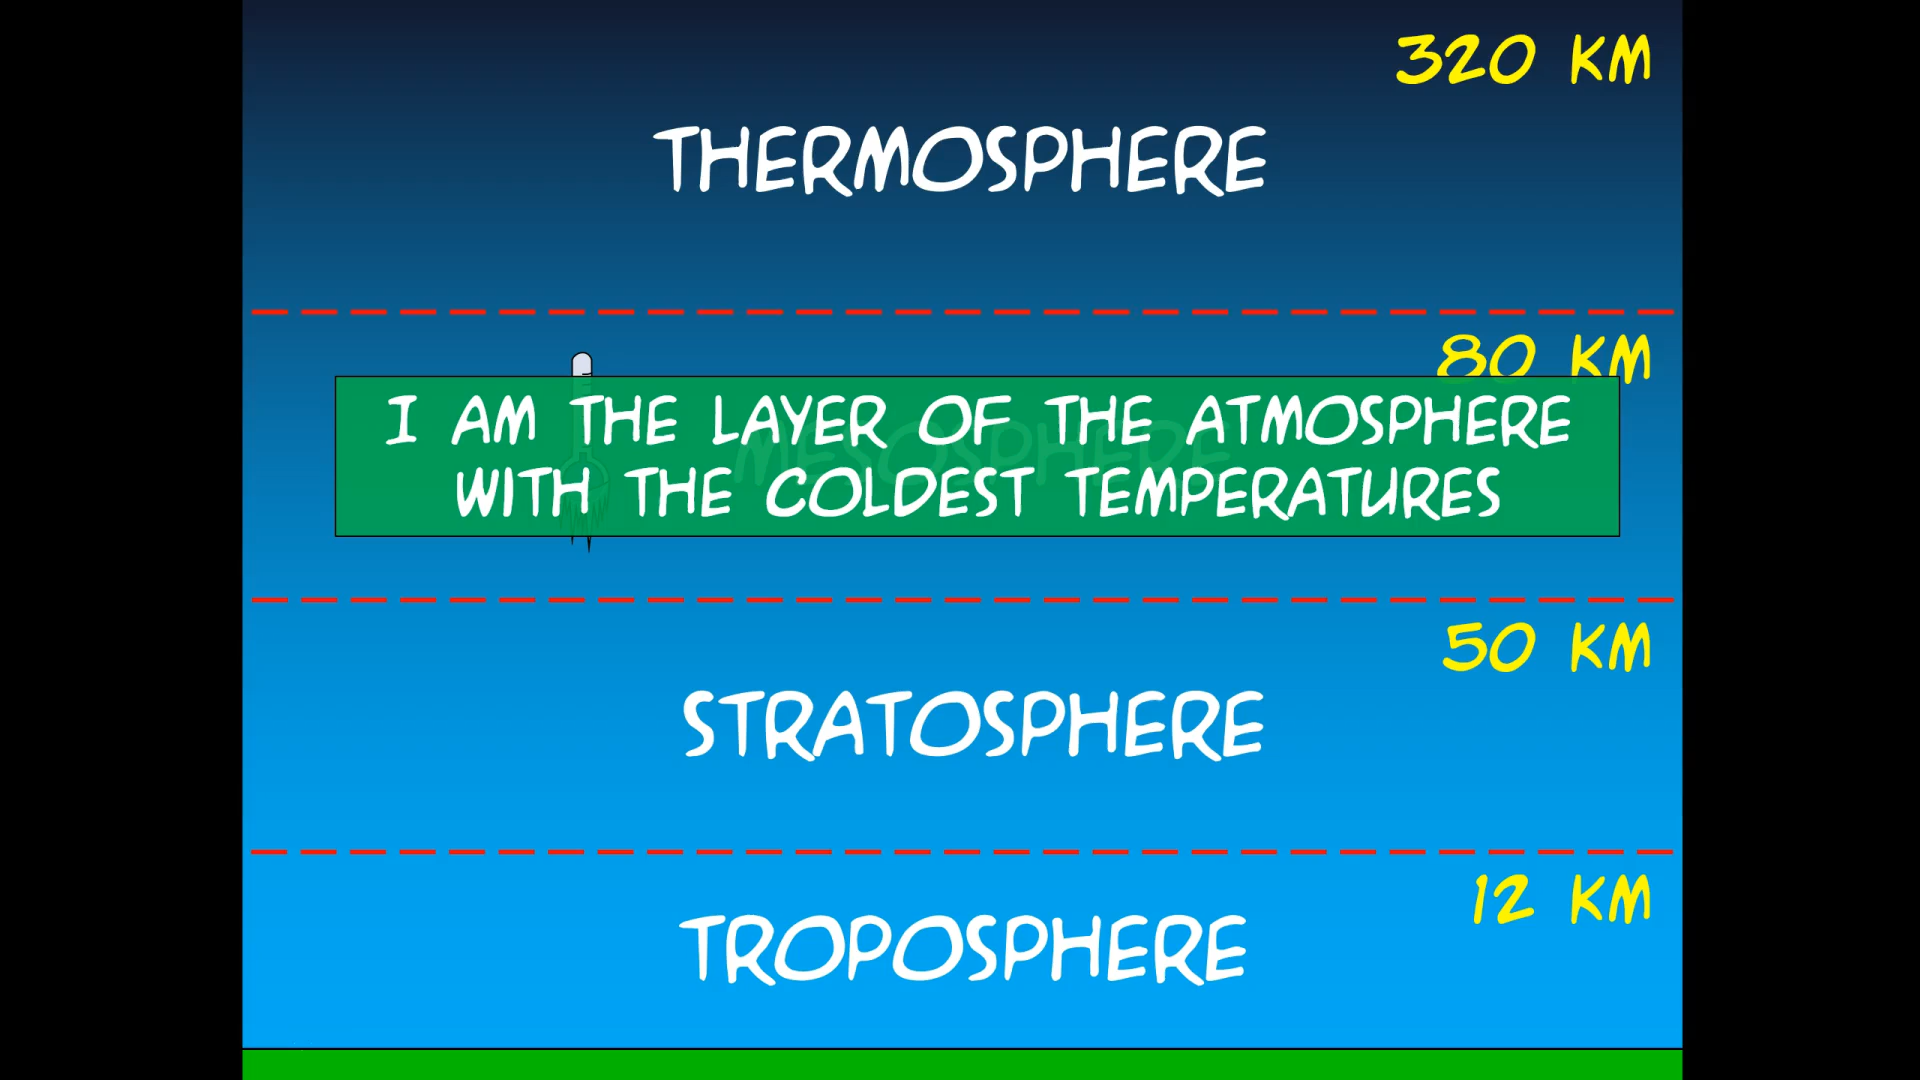 320 KM
THERMOSPHERE
80 KM
I AM THE LAYER OF THE ATMOSPHERE
MESOSPHERE
WITH THE COLDEST TEMPERATURES
50 KM
STRATOSPHERE
12 KM
TROPOSPHERE